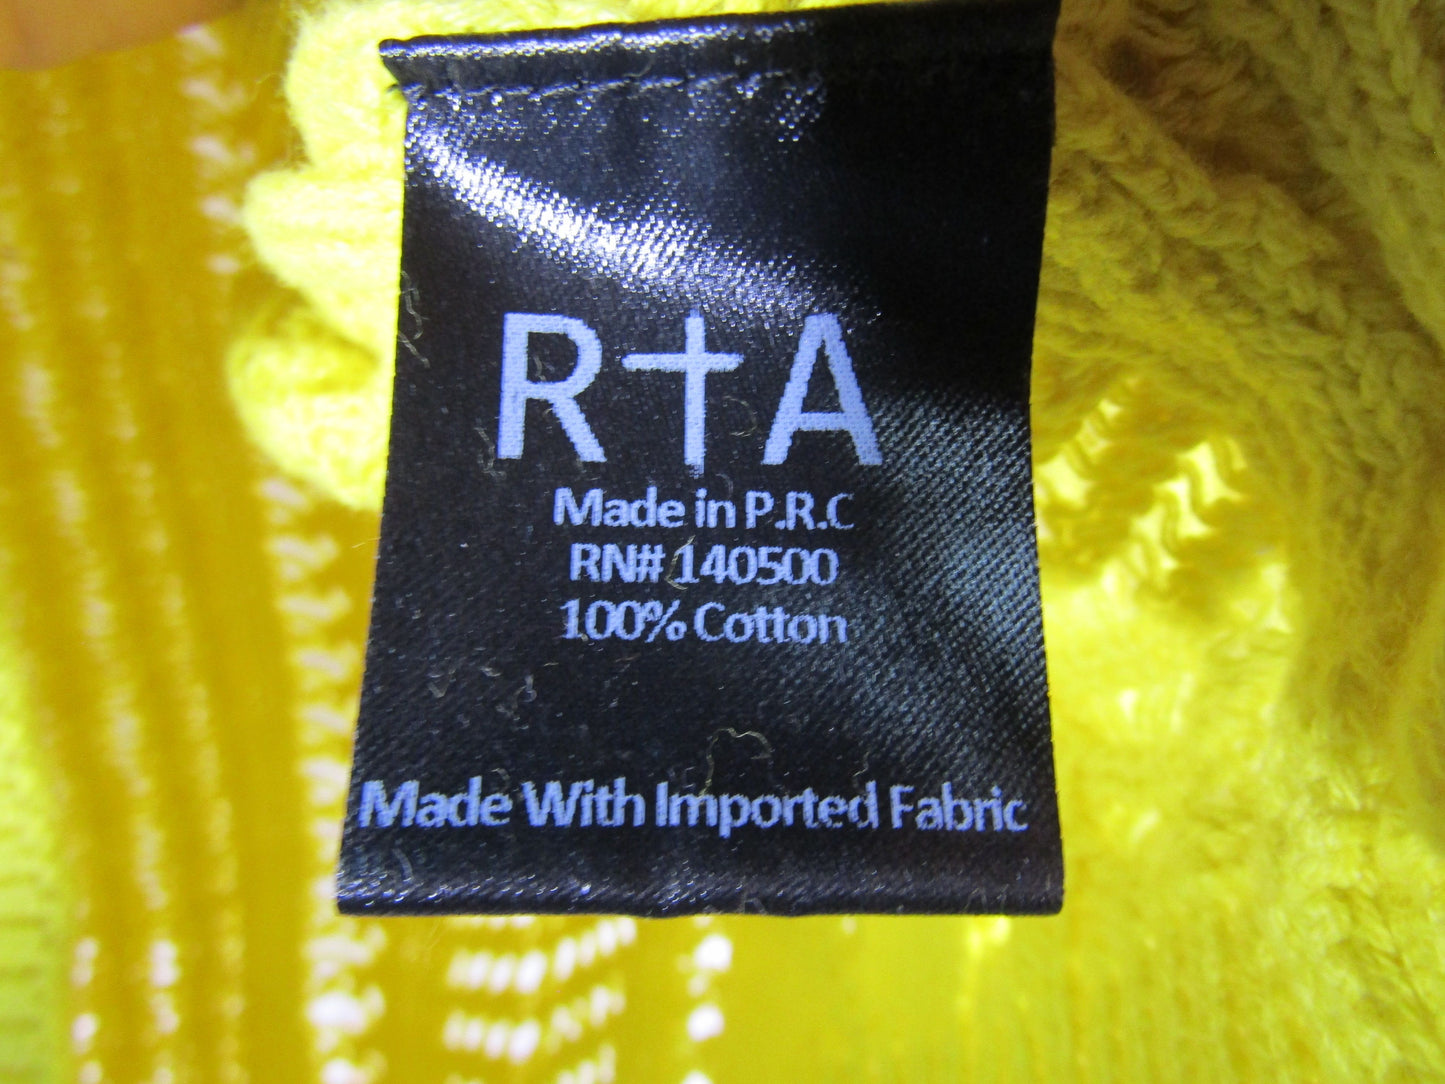 R†A
Made in P.R.C
RN# 140500
100% Cotton
Made With Imported Fabric